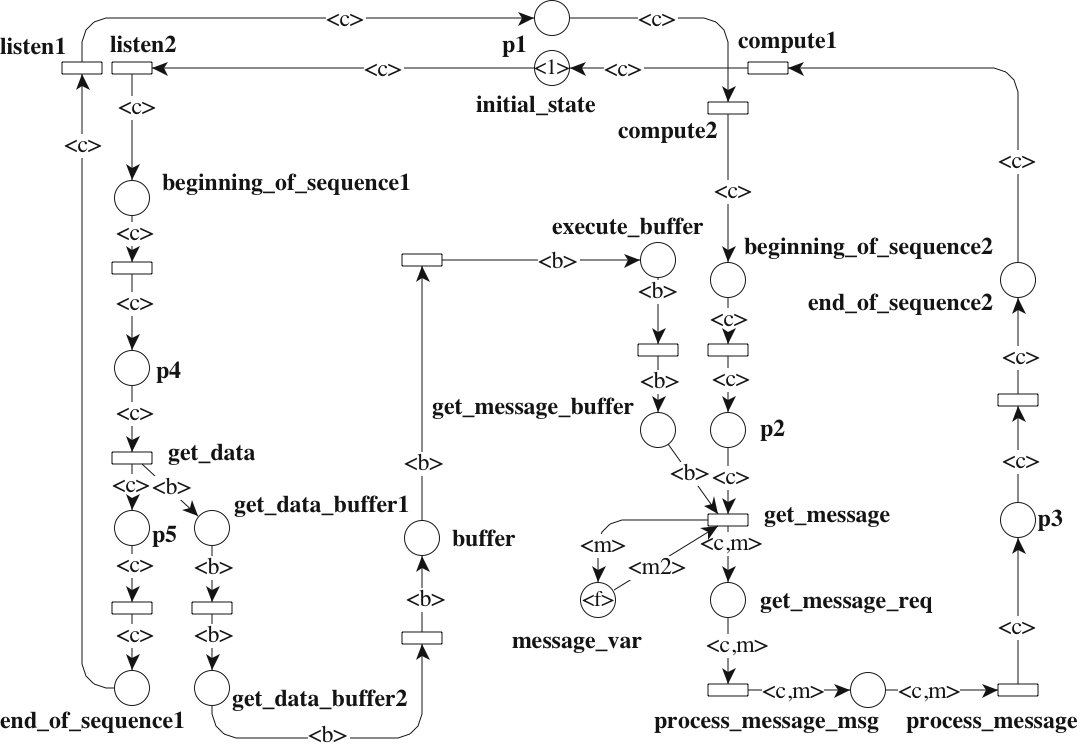 <c> <c>
p1
listen1 listen2 compute1
<c> <1> <c>
initial_state
<c> compute2
<c> <c>
beginning_of_sequence1 <c>
<c> execute_buffer
beginning_of_sequence2
<b>
<b> end_of_sequence2
<c> <c>
p4 <b> <c> <c>
<c> get_message_buffer p2
get_data <b> <b> <c> <c>
<c> <b>
get_data_buffer1 get_message p3
p5 buffer <m> <c,m>
<c> <b> <m2>
<b> <f> get_message_req
<c> <b> message_var <c>
<c,m>
get_data_buffer2 <c,m> <c,m>
end_of_sequence1 process_message_msg process_message
<b>